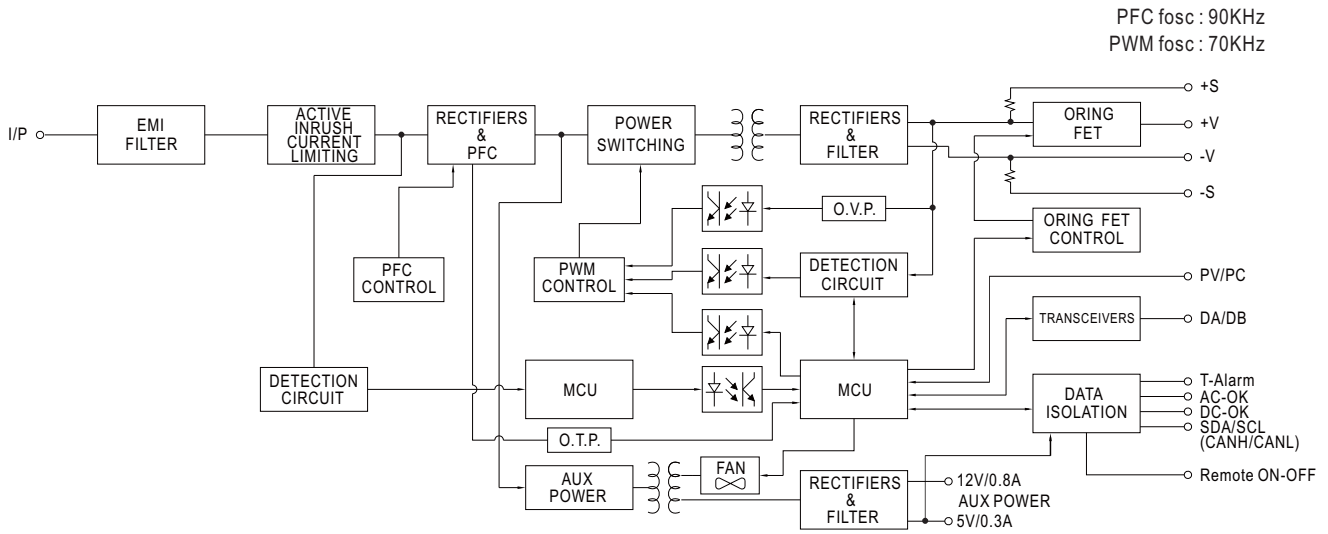 PFC fosc : 90KHz
PWM fosc : 70KHz
I/P
EMI
FILTER
ACTIVE
INRUSH
CURRENT
LIMITING
RECTIFIERS
&
PFC
POWER
SWITCHING
RECTIFIERS
&
FILTER
ORING
FET
+S
+V
-V
-S
O.V.P.
ORING FET
CONTROL
PFC
CONTROL
PWM
CONTROL
DETECTION
CIRCUIT
PV/PC
TRANSCEIVERS
DA/DB
DETECTION
CIRCUIT
MCU
MCU
DATA
ISOLATION
T-Alarm
AC-OK
DC-OK
SDA/SCL
(CANH/CANL)
O.T.P.
Remote ON-OFF
AUX
POWER
FAN
RECTIFIERS
&
FILTER
12V/0.8A
AUX POWER
5V/0.3A